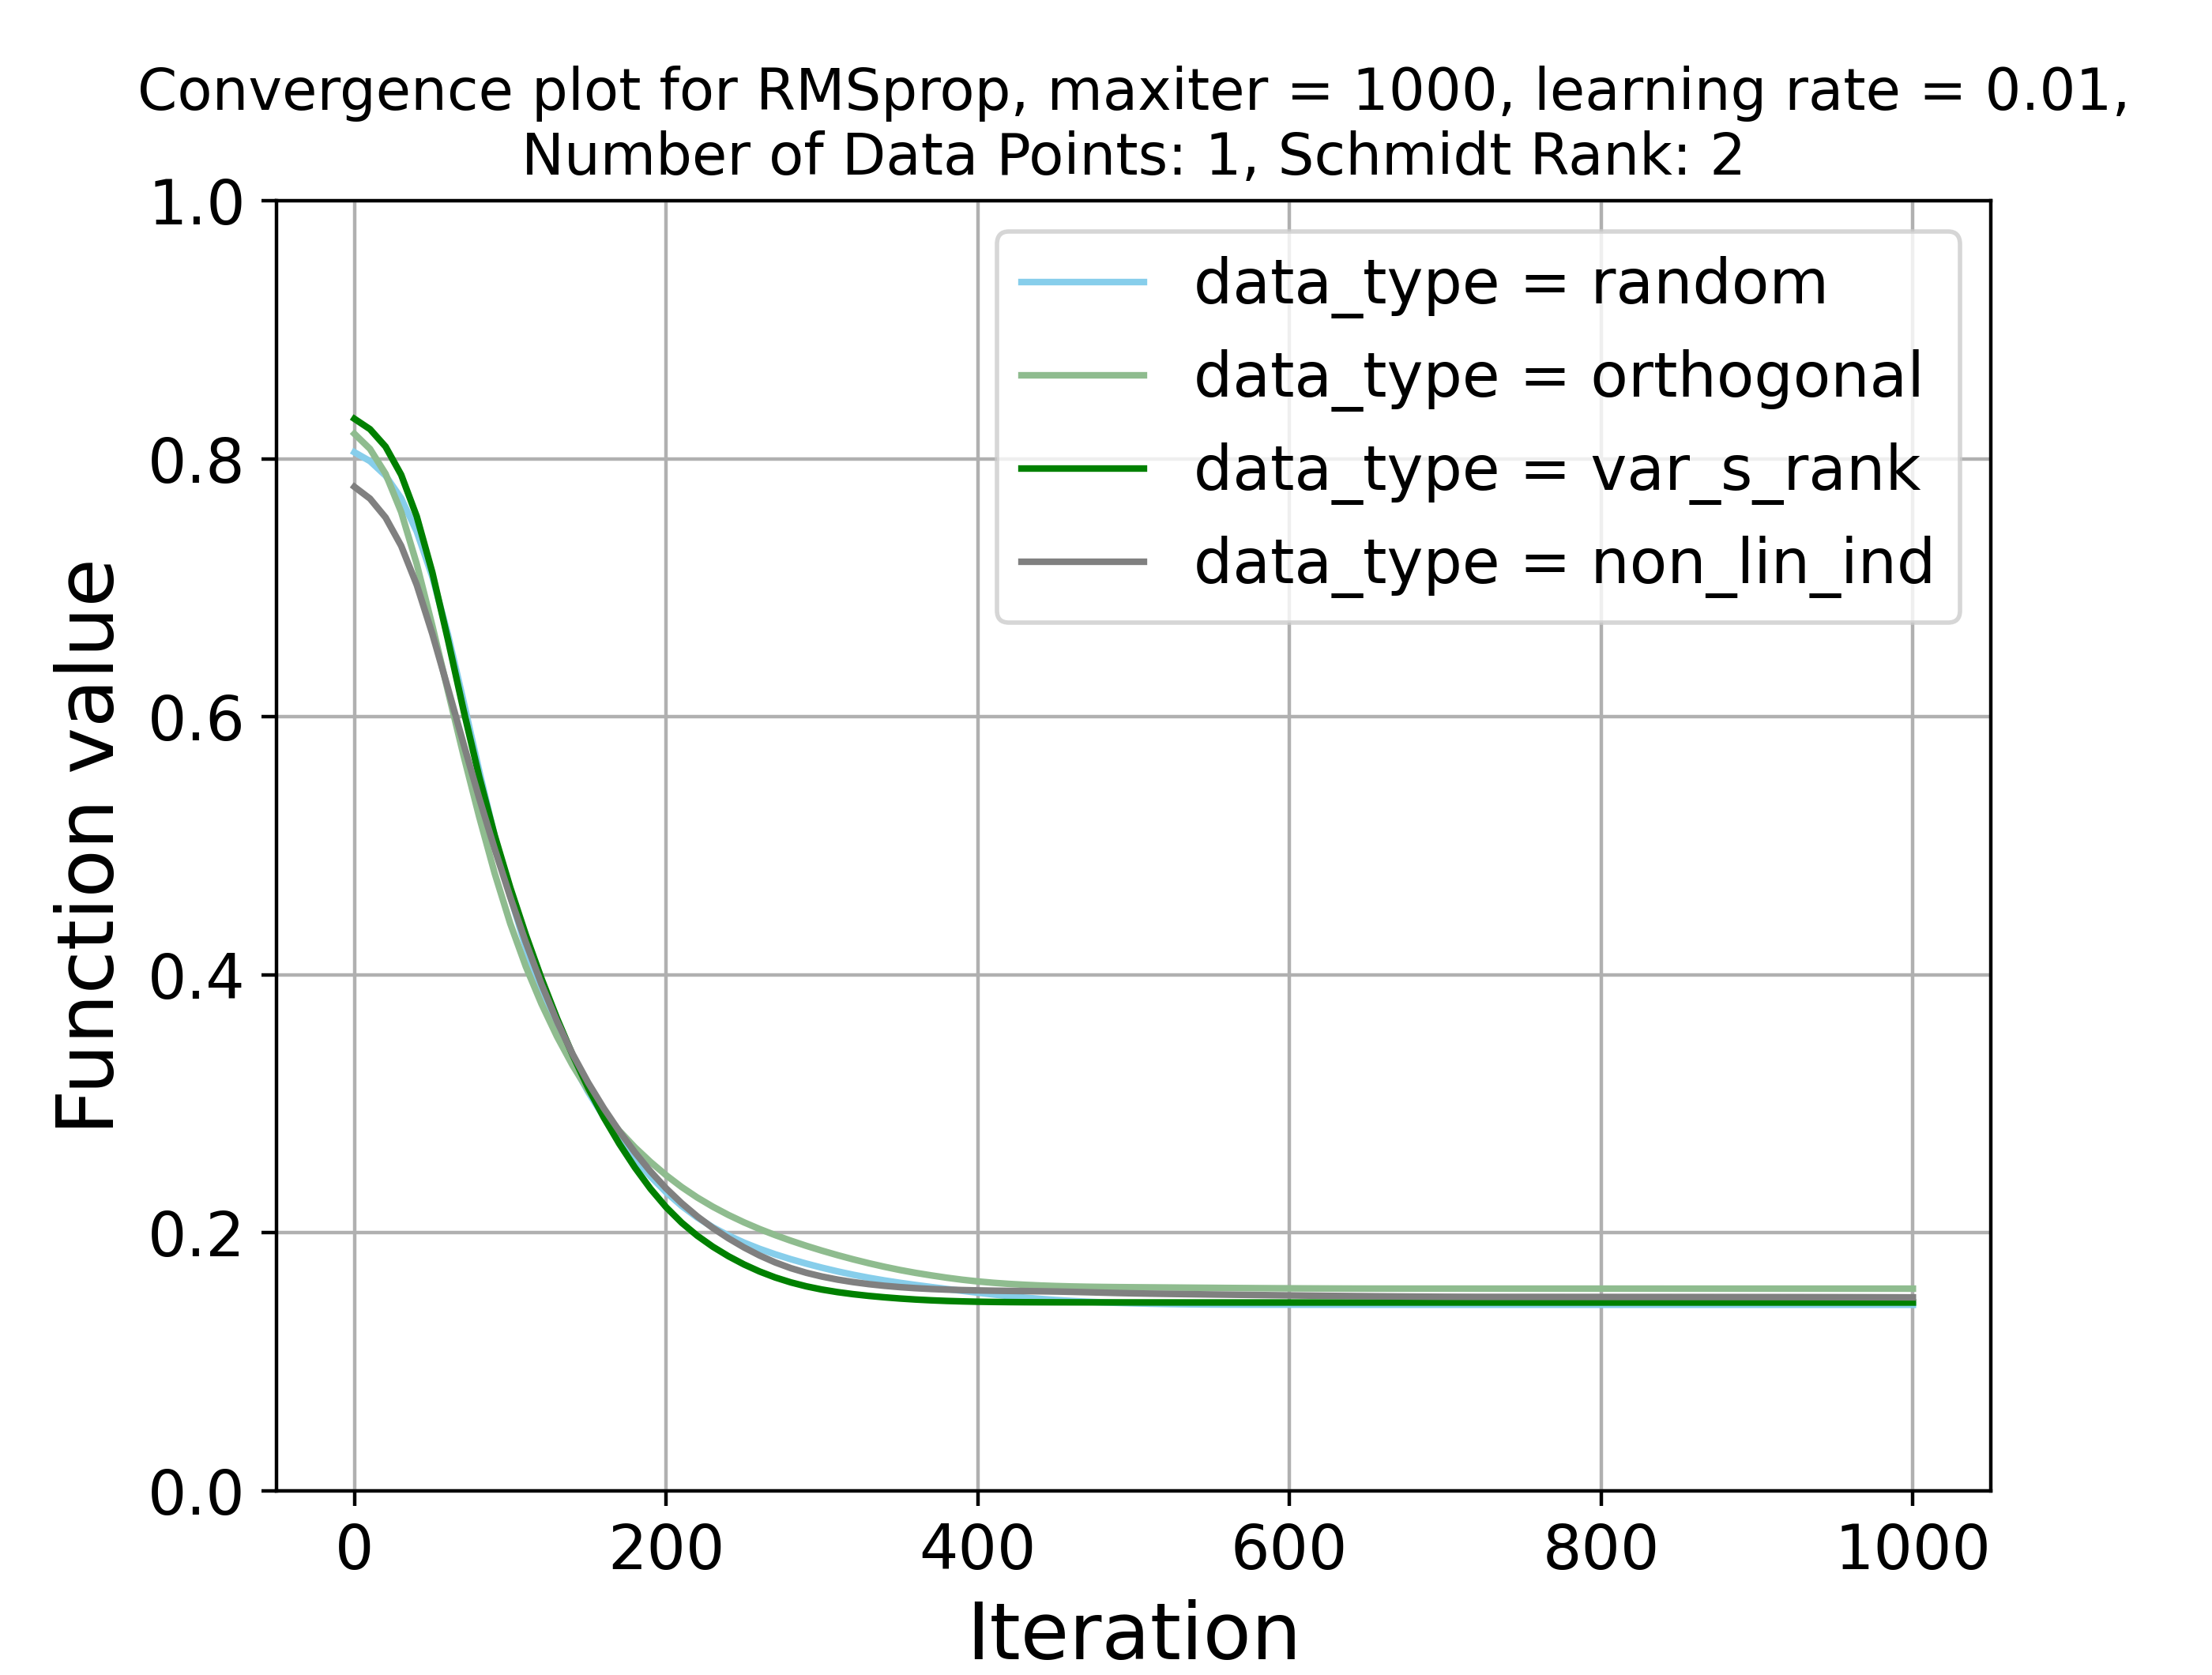 Convergence plot for RMSprop, maxiter = 1000, learning rate = 0.01,
Number of Data Points: 1, Schmidt Rank: 2
1.0
0.8
0.6
0.4
0.2
0.0
Function value
data_type = random
data_type = orthogonal
data_type = var_s_rank
data_type = non_lin_ind
0 200 400 600 800 1000
Iteration